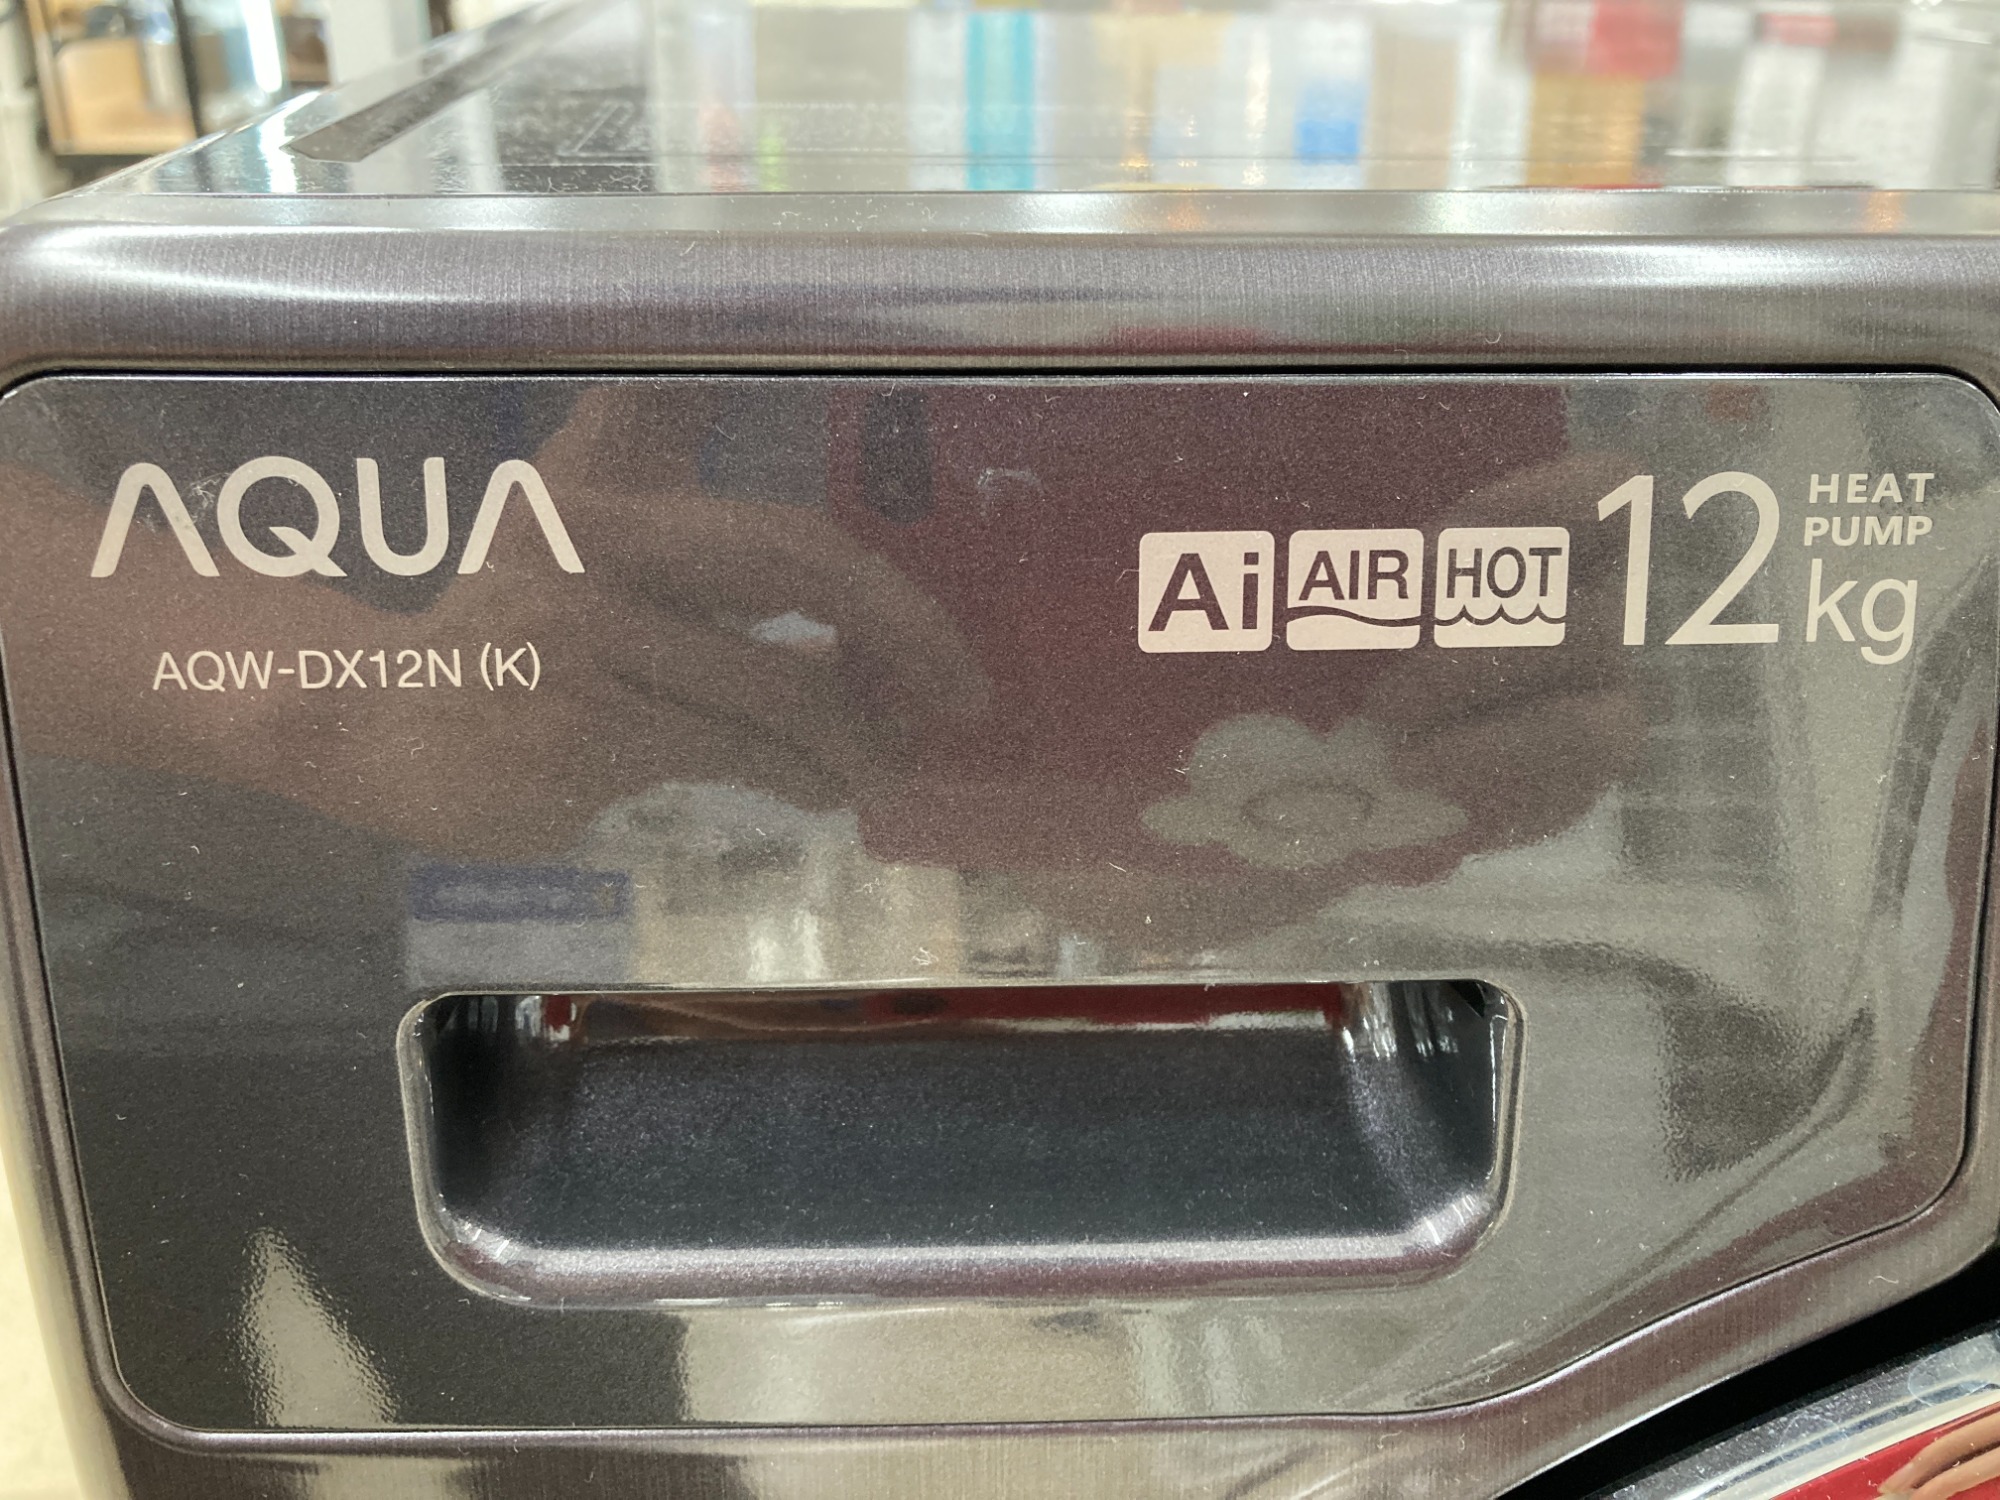 AQUA
AQW-DX12N (K)
Ai AIR HOT 12 kg
HEAT
PUMP